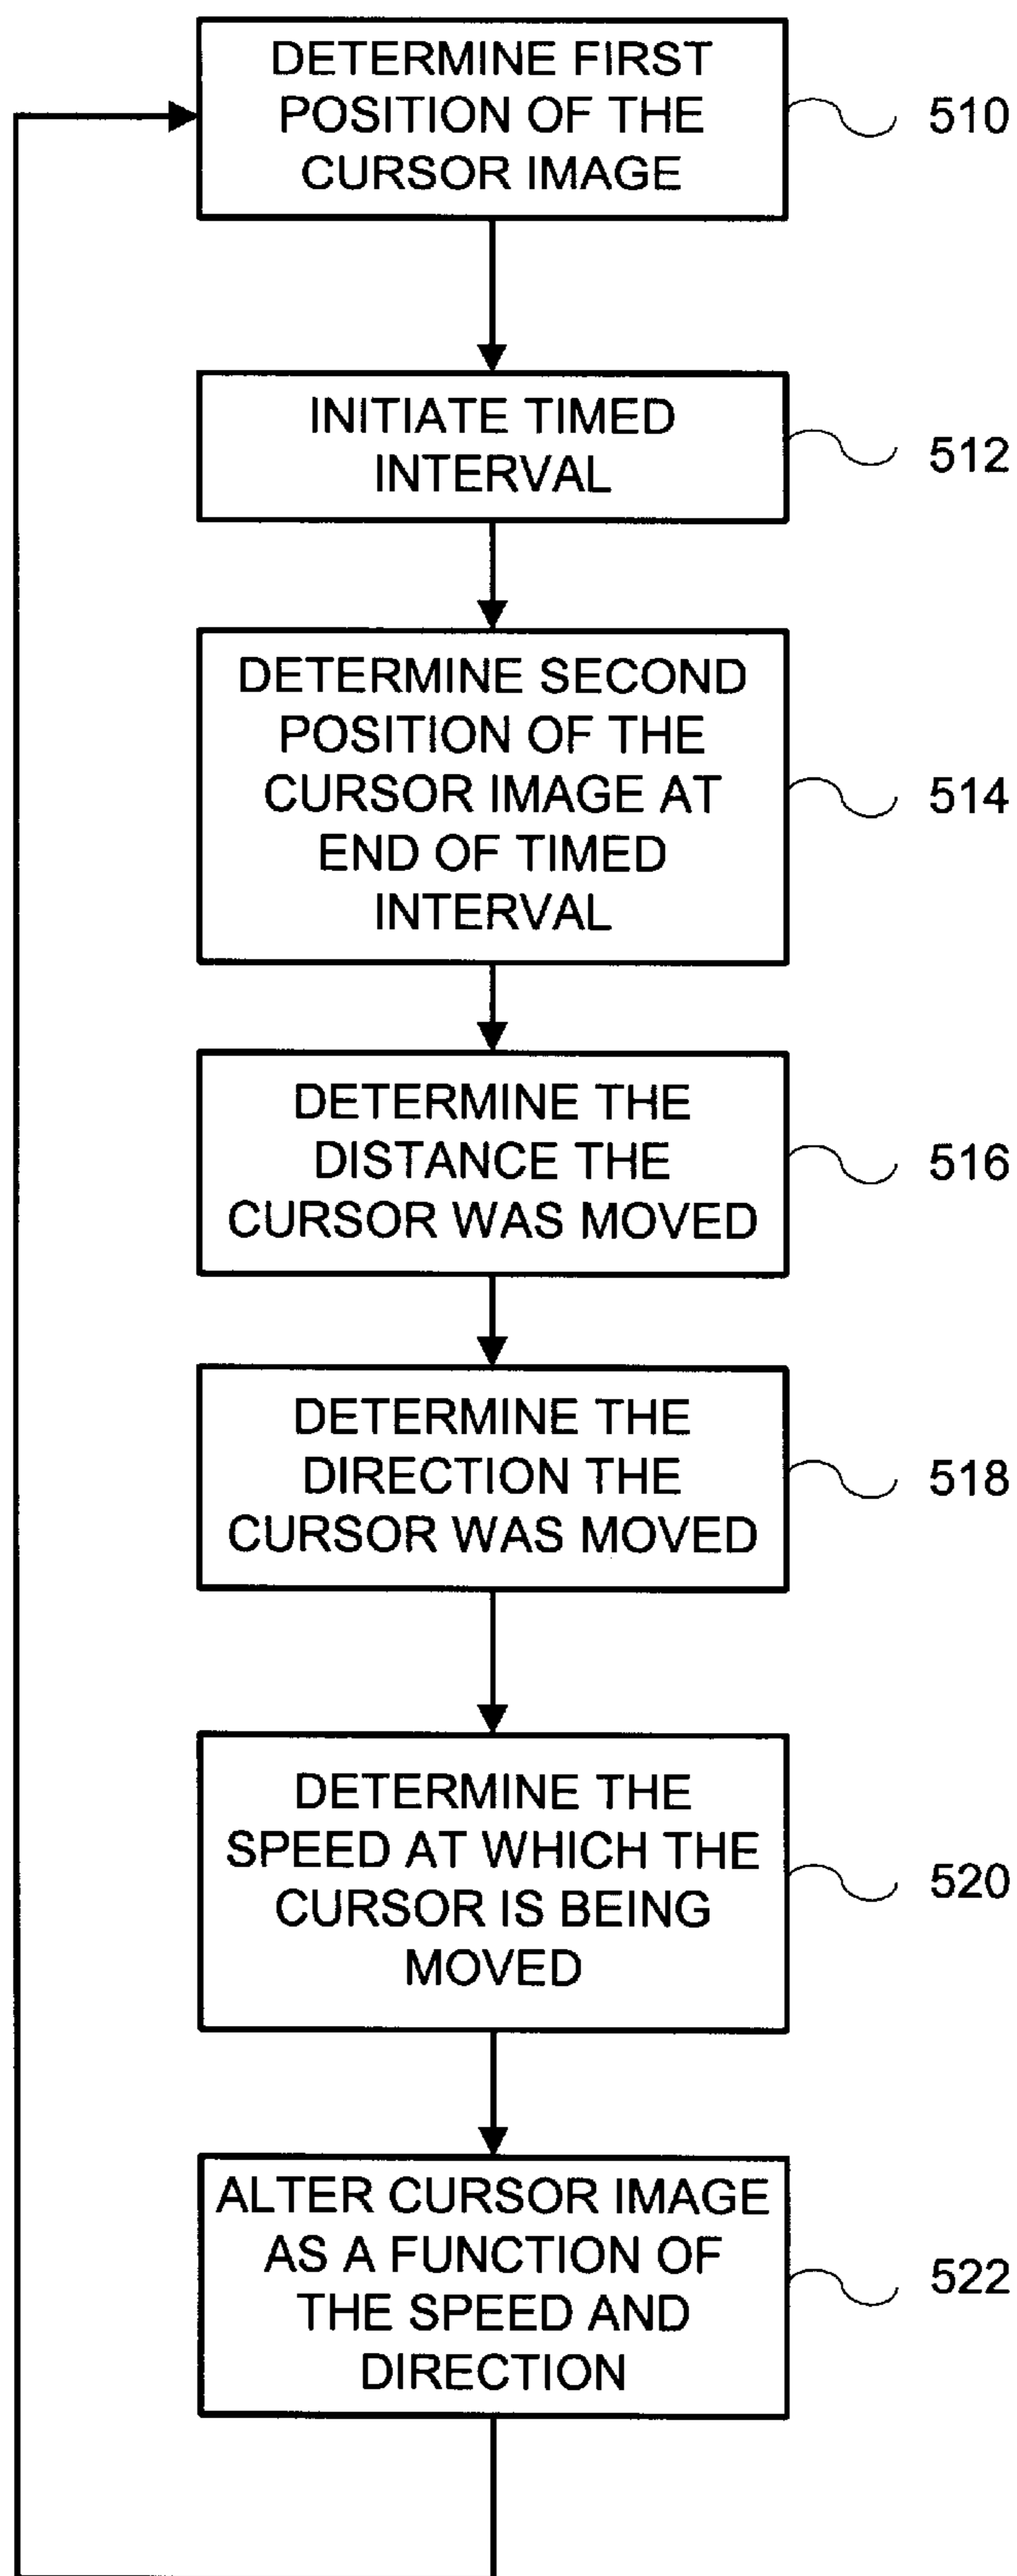 DETERMINE FIRST
POSITION OF THE
CURSOR IMAGE
510
INITIATE TIMED
INTERVAL
512
DETERMINE SECOND
POSITION OF THE
CURSOR IMAGE AT
END OF TIMED
INTERVAL
514
DETERMINE THE
DISTANCE THE
CURSOR WAS MOVED
516
DETERMINE THE
DIRECTION THE
CURSOR WAS MOVED
518
DETERMINE THE
SPEED AT WHICH THE
CURSOR IS BEING
MOVED
520
ALTER CURSOR IMAGE
AS A FUNCTION OF
THE SPEED AND
DIRECTION
522